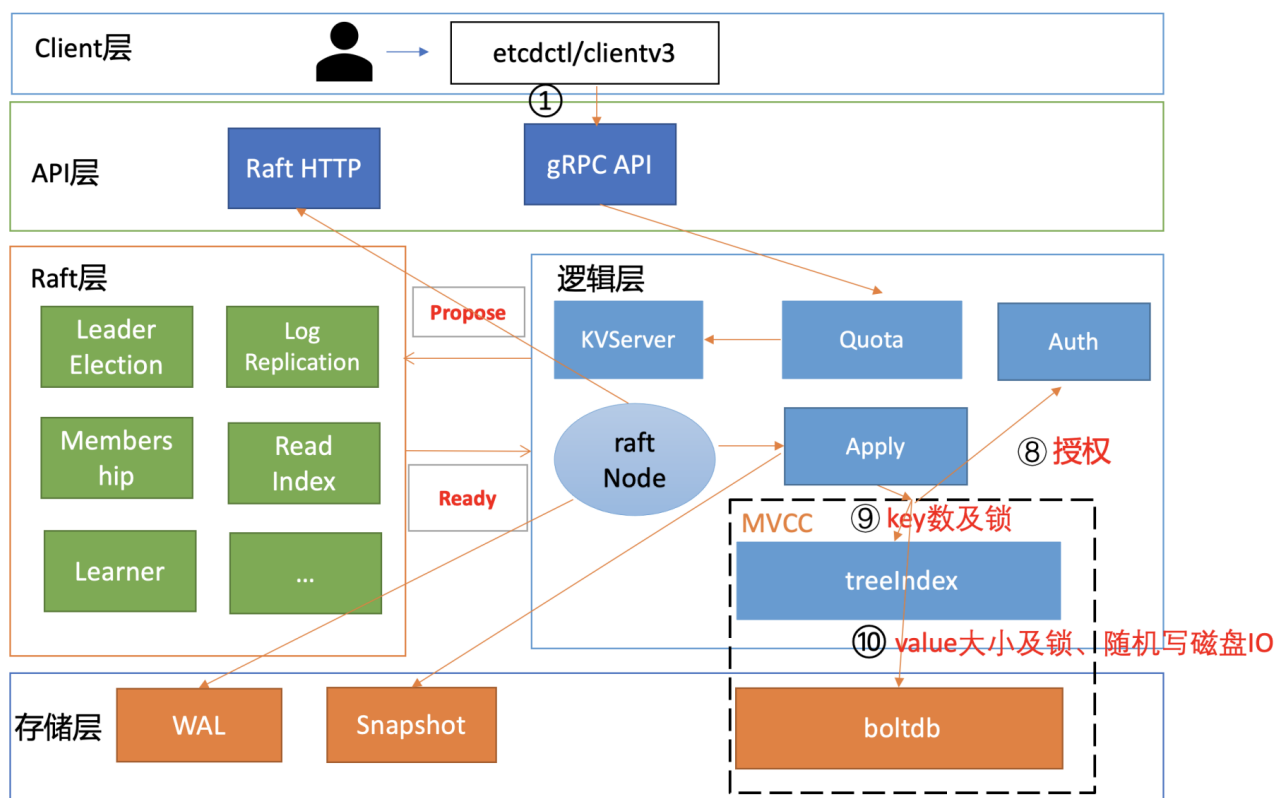 Client层
etcdctl/clientv3
①
API层
Raft HTTP
gRPC API
Raft层
Leader
Election
Log
Replication
Members
hip
Read
Index
Learner
...
Propose
Ready
逻辑层
KVServer
Quota
Auth
raft
Node
Apply
⑧ 授权
MVCC
⑨ key数及锁
treeIndex
⑩ value大小及锁、随机写磁盘IO
存储层
WAL
Snapshot
boltdb